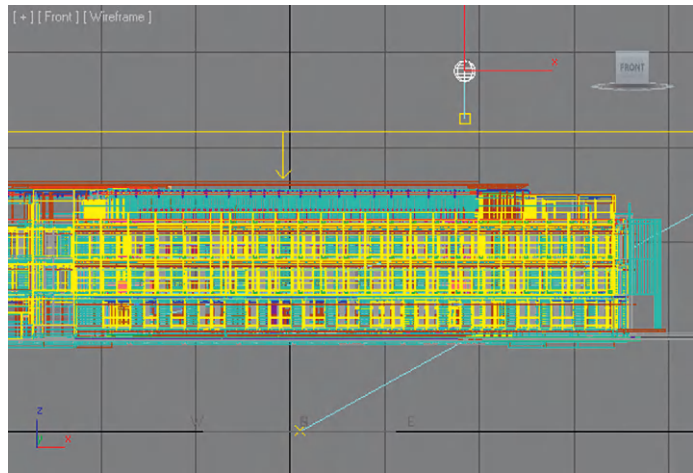 [ + ] [ Front ] [ Wireframe ]
x
FRONT
W
E
z
x